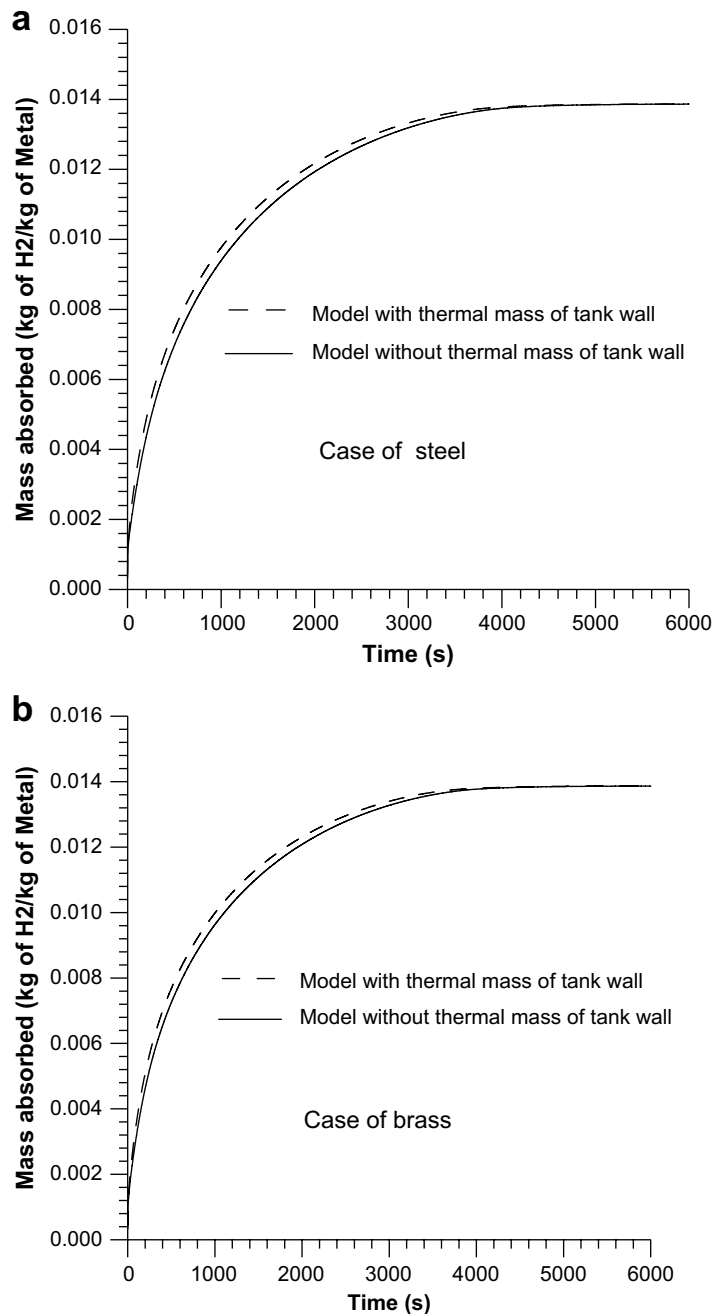 a
0.016
0.014
0.012
0.010
0.008
0.006
0.004
0.002
0.000
Mass absorbed (kg of H2/kg of Metal)
Model with thermal mass of tank wall
Model without thermal mass of tank wall
Case of steel
0 1000 2000 3000 4000 5000 6000
Time (s)
b
0.016
0.014
0.012
0.010
0.008
0.006
0.004
0.002
0.000
Mass absorbed (kg of H2/kg of Metal)
Model with thermal mass of tank wall
Model without thermal mass of tank wall
Case of brass
0 1000 2000 3000 4000 5000 6000
Time (s)